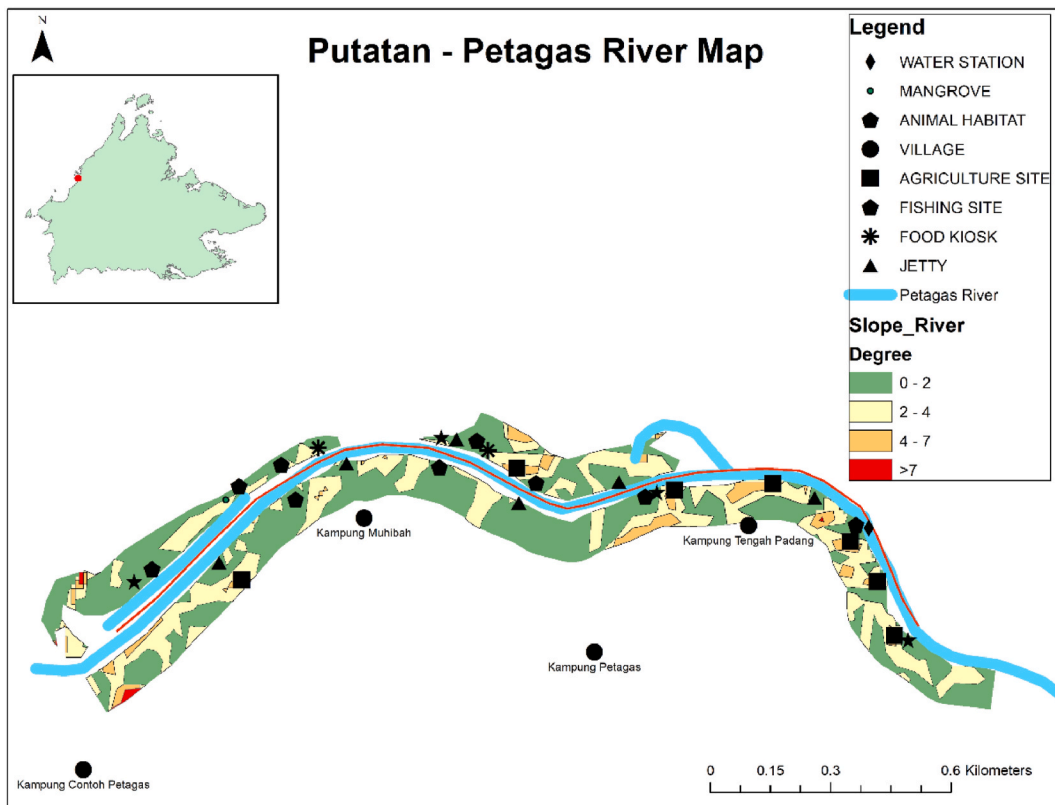 N
Putatan - Petagas River Map
Legend
WATER STATION
MANGROVE
ANIMAL HABITAT
VILLAGE
AGRICULTURE SITE
FISHING SITE
FOOD KIOSK
JETTY
Petagas River
Slope_River
Degree
0 - 2
2 - 4
4 - 7
>7
Kampung Muhibah
Kampung Tengah Padang
Kampung Petagas
Kampung Contoh Petagas
0 0.15 0.3 0.6 Kilometers